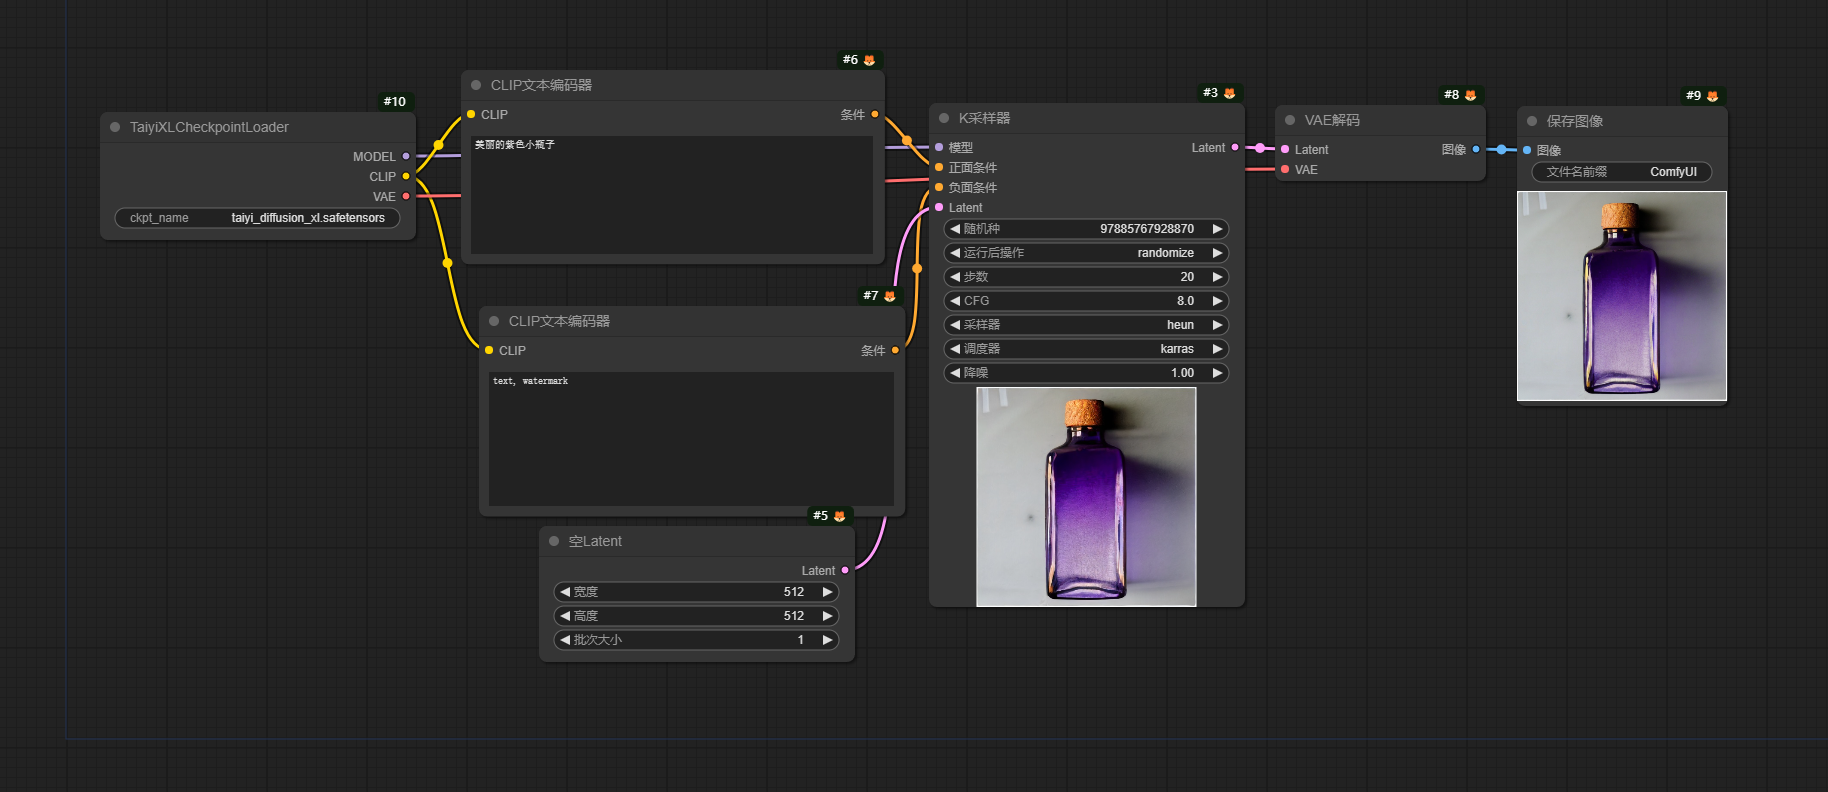 #10
TaiyiXLCheckpointLoader
MODEL
CLIP
VAE
ckpt_name taiyi_diffusion_xl.safetensors
#6
CLIP文本编码器
CLIP 条件
美丽的紫色小瓶子
#7
CLIP文本编码器
CLIP 条件
text, watermark
#5
空Latent
Latent
宽度 512
高度 512
批次大小 1
#3
K采样器
模型 Latent
正面条件
负面条件
Latent
随机种 97885767928870
运行后操作 randomize
步数 20
CFG 8.0
采样器 heun
调度器 karras
降噪 1.00
#8
VAE解码
Latent 图像
VAE
#9
保存图像
图像
文件名前缀 ComfyUI